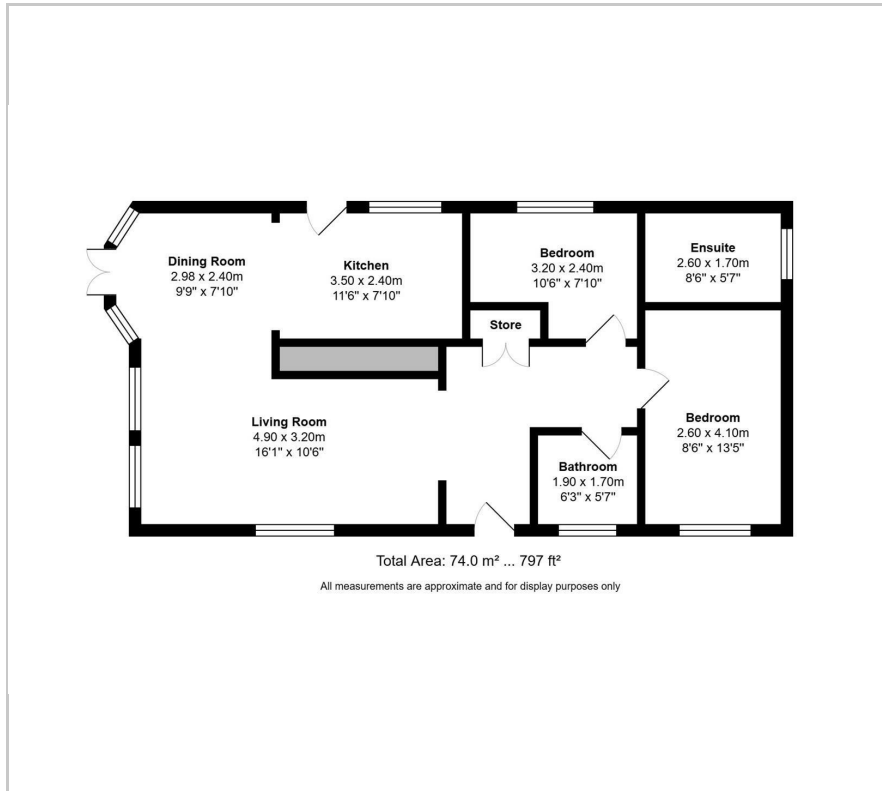 Dining Room
2.98 x 2.40m
9'9" x 7'10"
Kitchen
3.50 x 2.40m
11'6" x 7'10"
Bedroom
3.20 x 2.40m
10'6" x 7'10"
Ensuite
2.60 x 1.70m
8'6" x 5'7"
Store
Living Room
4.90 x 3.20m
16'1" x 10'6"
Bedroom
2.60 x 4.10m
8'6" x 13'5"
Bathroom
1.90 x 1.70m
6'3" x 5'7"
Total Area: 74.0 m² ... 797 ft²
All measurements are approximate and for display purposes only